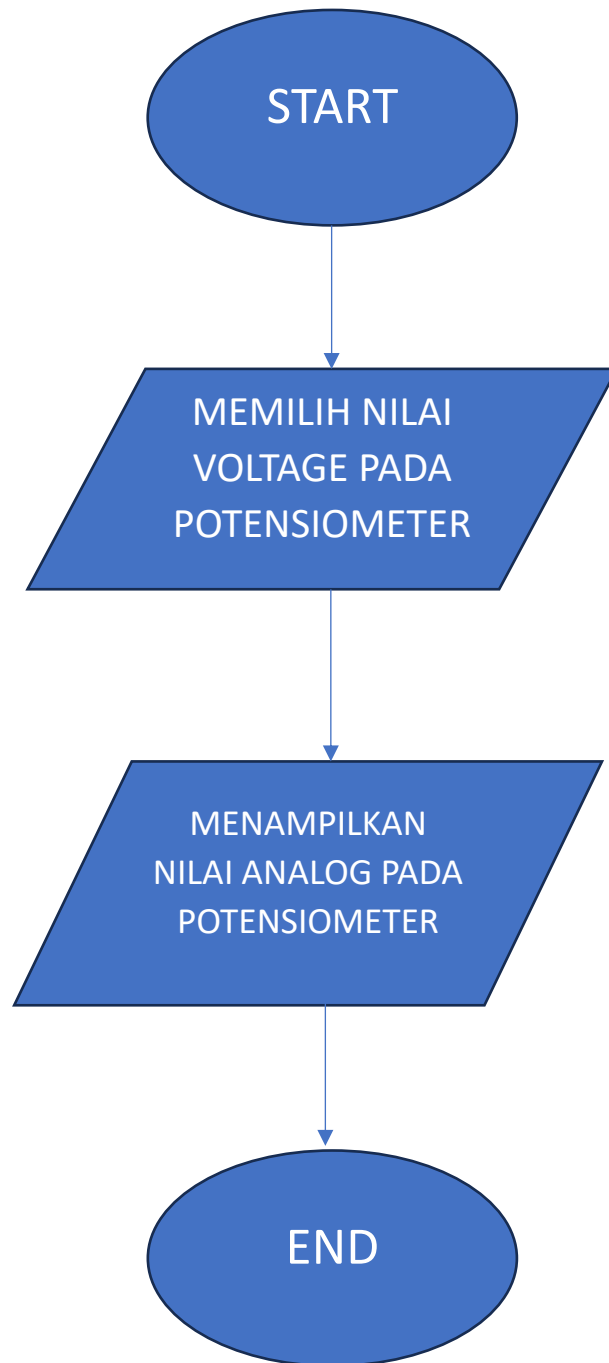 START
MEMILIH NILAI
VOLTAGE PADA
POTENSIOMETER
MENAMPILKAN
NILAI ANALOG PADA
POTENSIOMETER
END